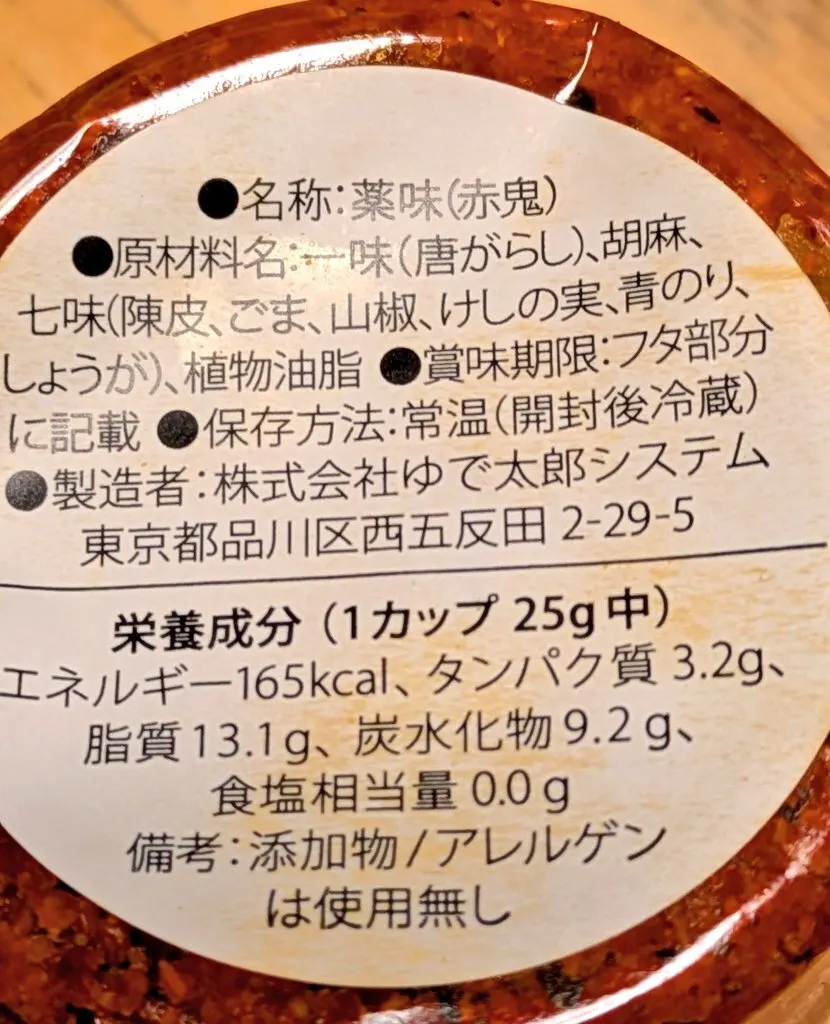 ●名称:薬味(赤鬼)
●原材料名:一味(唐がらし)、胡麻、
七味(陳皮、ごま、山椒、けしの実、青のり、
しょうが)、植物油脂 ●賞味期限:フタ部分
に記載 ●保存方法:常温(開封後冷蔵)
●製造者:株式会社ゆで太郎システム
東京都品川区西五反田 2-29-5
栄養成分(1カップ 25g中)
エネルギー165kcal、タンパク質 3.2g、
脂質13.1g、炭水化物 9.2g、
食塩相当量 0.0g
備考:添加物/アレルゲン
は使用無し